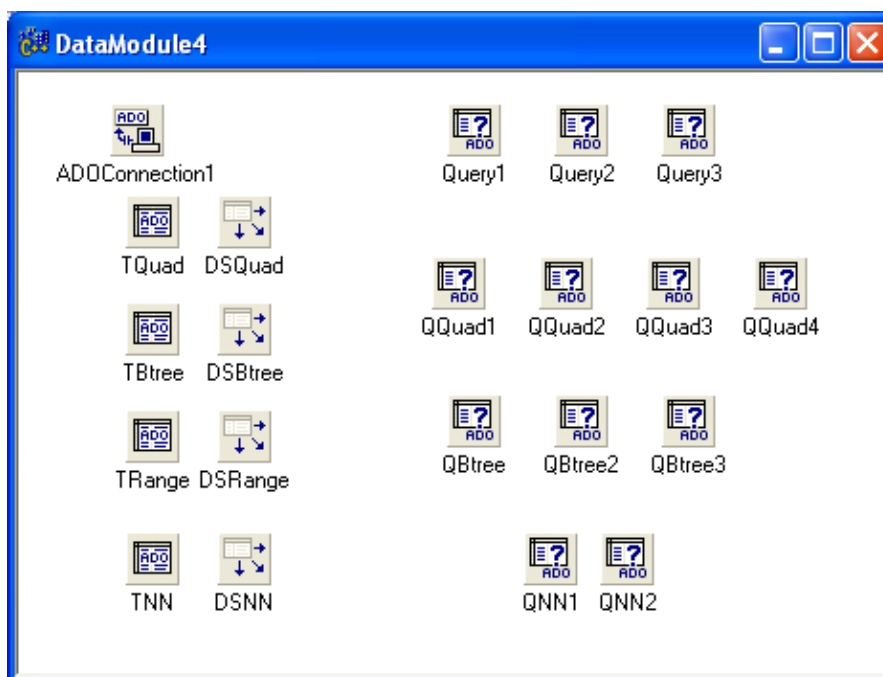 DataModule4
ADO
ADOConnection1
ADO ADO ADO
Query1 Query2 Query3
ADO
TQuad DSQuad
ADO ADO ADO ADO
QQuad1 QQuad2 QQuad3 QQuad4
ADO
TBtree DSBtree
ADO ADO ADO
QBtree QBtree2 QBtree3
ADO
TRange DSRange
ADO ADO ADO
TNN DSNN QNN1 QNN2